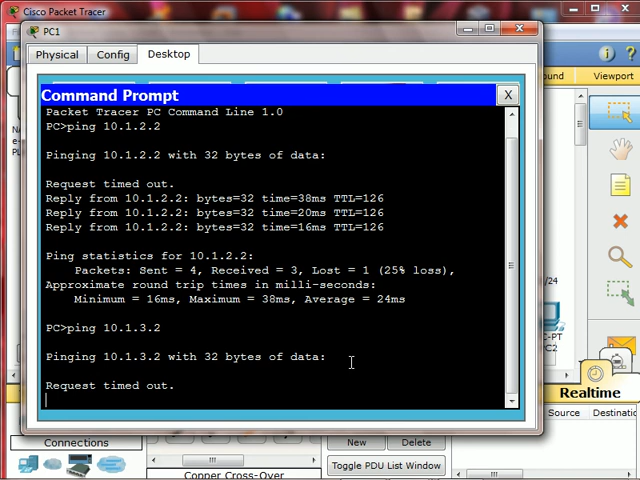 Cisco Packet Tracer
PC1
Physical
Config
Desktop
Command Prompt
X
Packet Tracer PC Command Line 1.0
PC>ping 10.1.2.2
Pinging 10.1.2.2 with 32 bytes of data:
Request timed out.
Reply from 10.1.2.2: bytes=32 time=38ms TTL=126
Reply from 10.1.2.2: bytes=32 time=20ms TTL=126
Reply from 10.1.2.2: bytes=32 time=16ms TTL=126
Ping statistics for 10.1.2.2:
Packets: Sent = 4, Received = 3, Lost = 1 (25% loss),
Approximate round trip times in milli-seconds:
Minimum = 16ms, Maximum = 38ms, Average = 24ms
PC>ping 10.1.3.2
Pinging 10.1.3.2 with 32 bytes of data:
Request timed out.
Viewport
/24
C-PT
PC2
Realtime
Source
Destinatio
Connections
New
Delete
Toggle PDU List Window
Copper Cross-Over